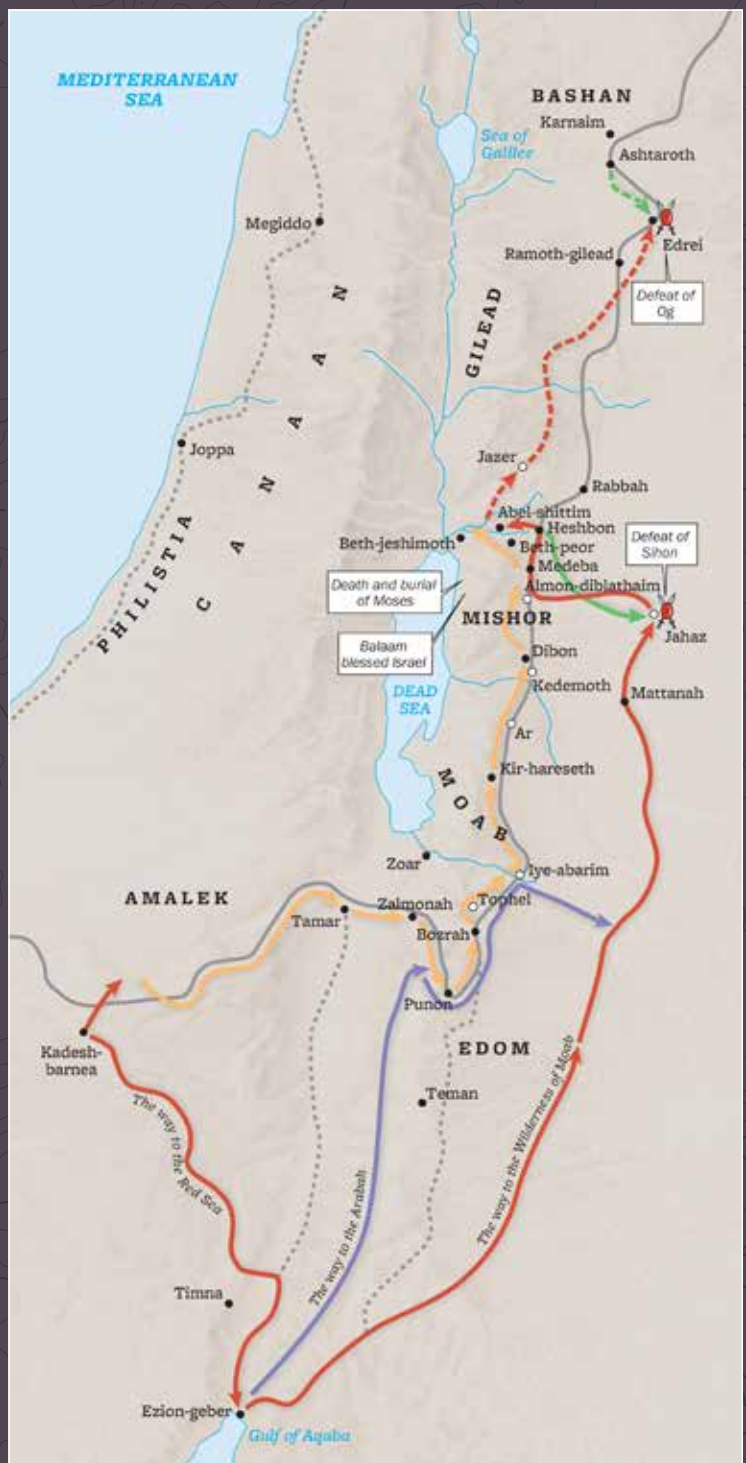 MEDITERRANEAN
SEA
BASHAN
Karnaim
Sea of
Galilee
Ashtaroth
Megiddo
Edrei
Ramoth-gilead
Defeat of
Og
GILEAD
CANAAN
Joppa
Jazer
Rabbah
Abel-shittim
Heshbon
Beth-jeshimoth
Beth-peor
Defeat of
Sihon
Medeba
Almon-diblathaim
Death and burial
of Moses
PHILISTIA
MISHOR
Jahaz
Balaam
blessed Israel
Dibon
Kedemoth
DEAD
SEA
Mattanah
Ar
Kir-hareseth
MOAB
Zoar
Iye-abarim
AMALEK
Zalmonah
Tophel
Tamar
Bozrah
Punon
Kadesh-
barnea
EDOM
Teman
The way to the Red Sea
The way to the Arabah
The way to the Wilderness of Moab
Timna
Ezion-geber
Gulf of Aqaba